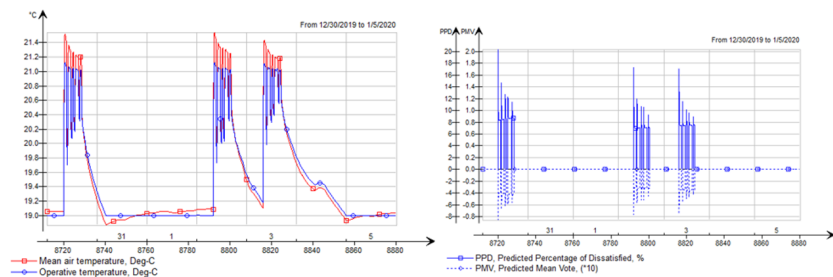 °C
From 12/30/2019 to 1/5/2020
21.4
21.2
21.0
20.8
20.6
20.4
20.2
20.0
19.8
19.6
19.4
19.2
19.0
31 1 3 5
8720 8740 8760 8780 8800 8820 8840 8860 8880
Mean air temperature, Deg-C
Operative temperature, Deg-C
PPD, PMV,
From 12/30/2019 to 1/5/2020
20 2.0
18 1.8
16 1.6
14 1.4
12 1.2
10 1.0
8 0.8
6 0.6
4 0.4
2 0.2
0 0.0
-2 -0.2
-4 -0.4
-6 -0.6
-8 -0.8
31 1 3 5
8720 8740 8760 8780 8800 8820 8840 8860 8880
PPD, Predicted Percentage of Dissatisfied, %
PMV, Predicted Mean Vote, (*10)